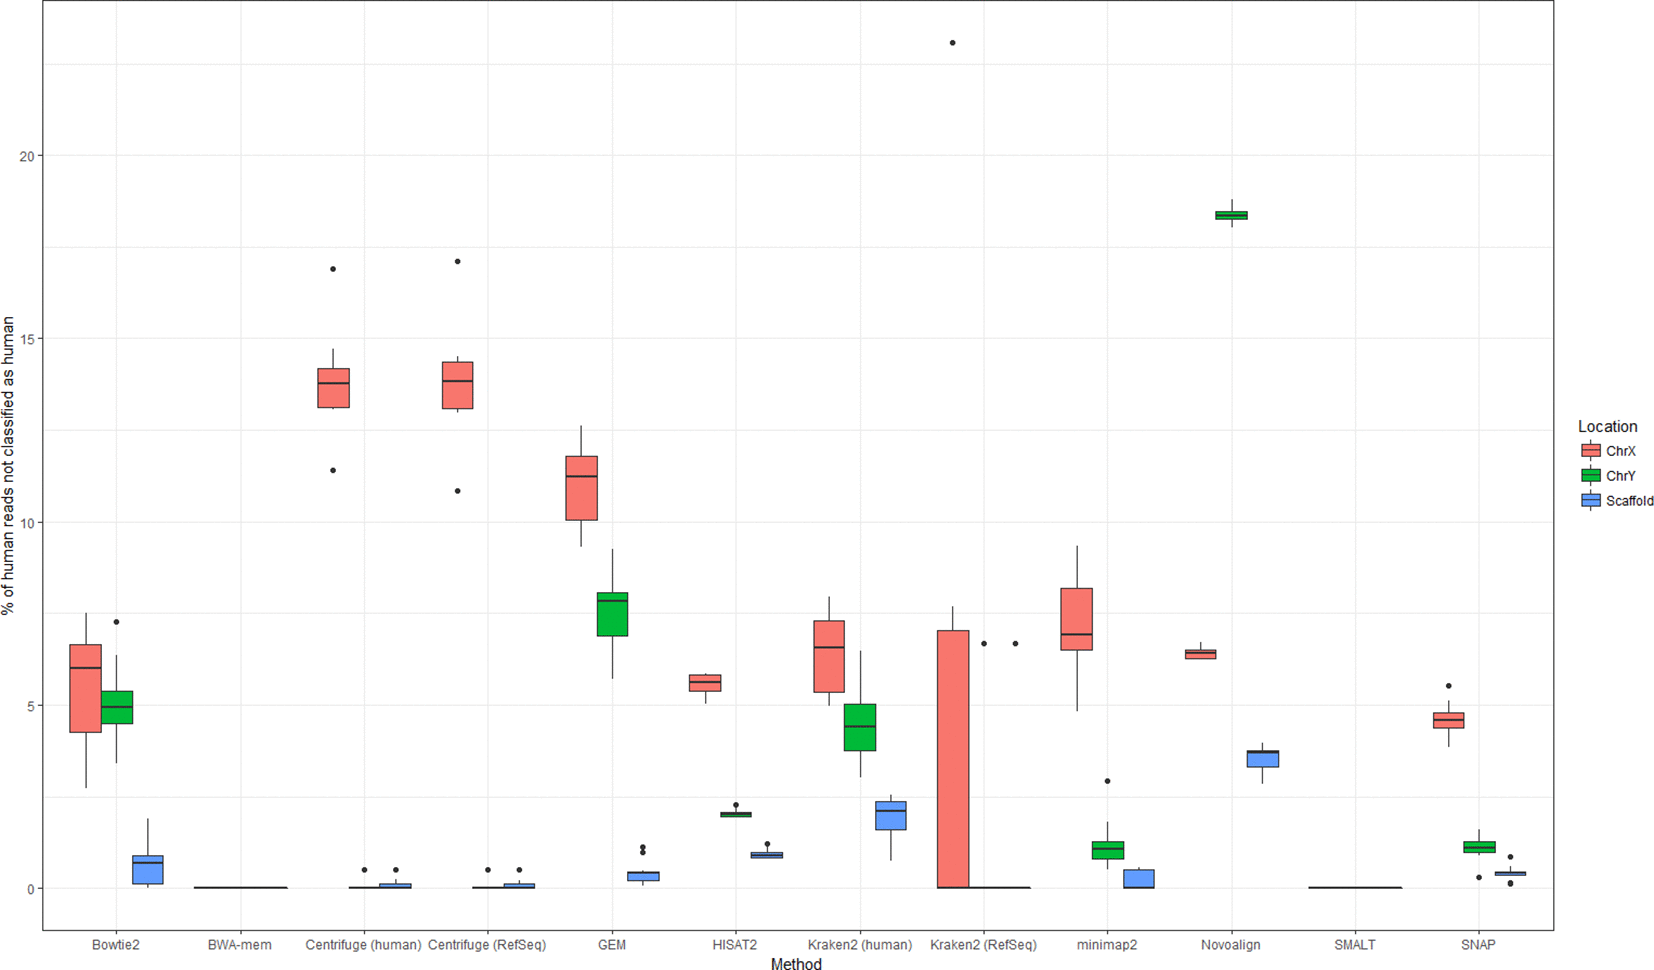 % of human reads not classified as human
20
15
10
5
0
Bowtie2 BWA-mem Centrifuge (human) Centrifuge (RefSeq) GEM HISAT2 Kraken2 (human) Kraken2 (RefSeq) minimap2 Novoalign SMALT SNAP
Method
Location
ChrX
ChrY
Scaffold